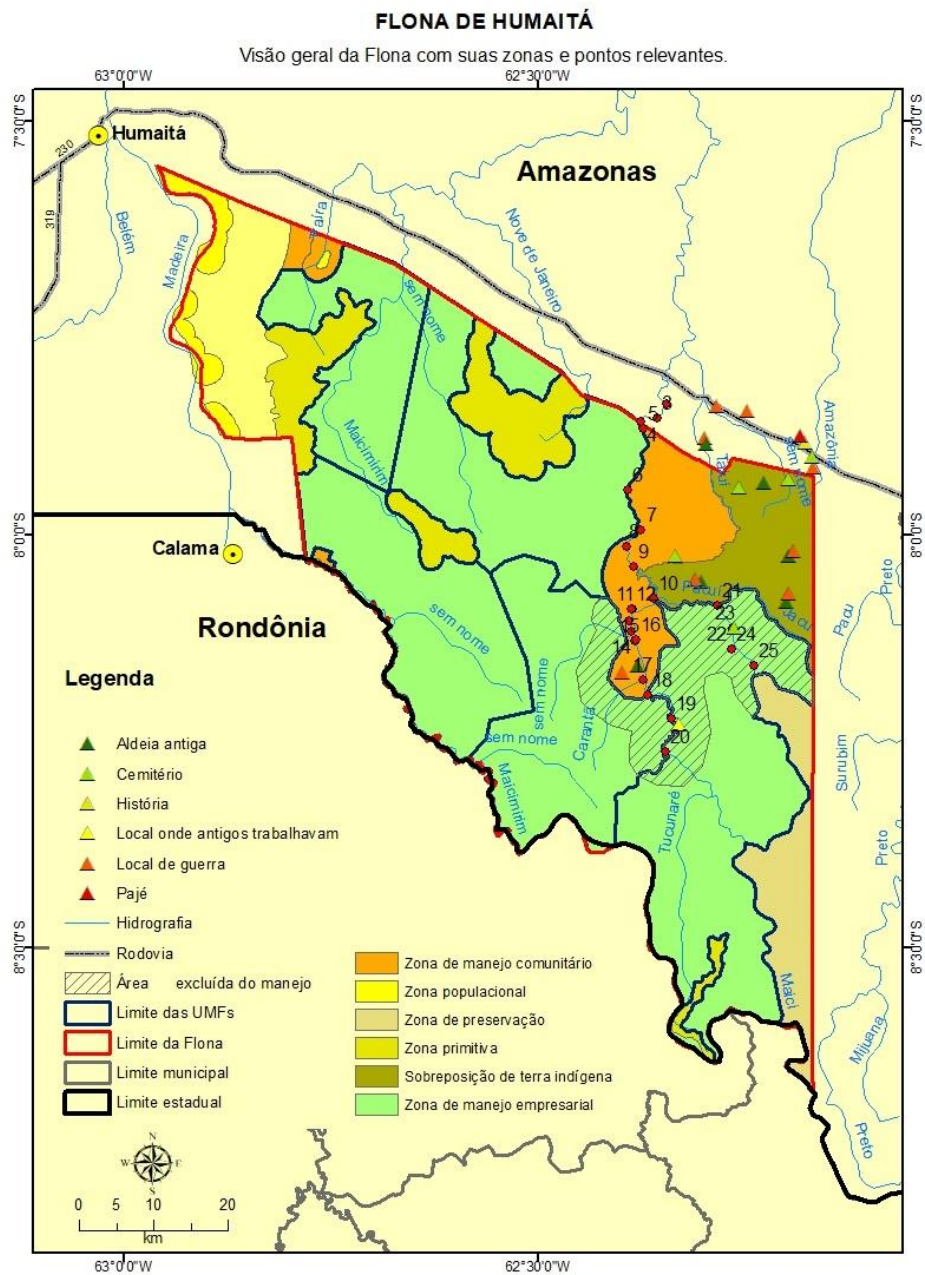 FLONA DE HUMAITÁ
Visão geral da Flona com suas zonas e pontos relevantes.
63°0'0"W
62°30'0"W
7°30'0"S
7°30'0"S
Humaitá
230
319
Amazonas
Belém
Madeira
Nove de Janeiro
sem nome
Amazônia
sem nome
3
5
4
6
7
8
9
10
11
12
16
14
17
18
19
20
21
23
22
24
25
Maicimirim
8°0'0"S
8°0'0"S
Calama
Rondônia
sem nome
sem nome
sem nome
sem nome
Carantã
Maicimirim
Tucunaré
Pacu
Preto
Surubim
Preto
Maici
Mijuana
Preto
8°30'0"S
8°30'0"S
Legenda
Aldeia antiga
Cemitério
História
Local onde antigos trabalhavam
Local de guerra
Pajé
Hidrografia
Rodovia
Área excluída do manejo
Limite das UMFs
Limite da Flona
Limite municipal
Limite estadual
Zona de manejo comunitário
Zona populacional
Zona de preservação
Zona primitiva
Sobreposição de terra indígena
Zona de manejo empresarial
N
W
E
S
0 5 10 20
km
63°0'0"W
62°30'0"W